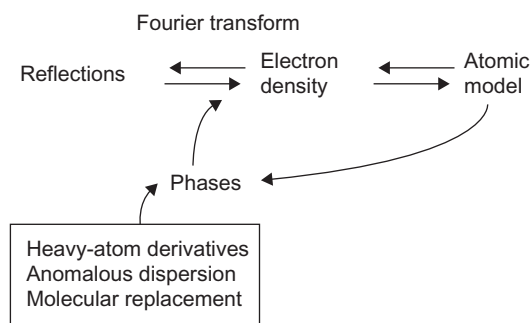 Fourier transform
Reflections
Electron
density
Atomic
model
Phases
Heavy-atom derivatives
Anomalous dispersion
Molecular replacement